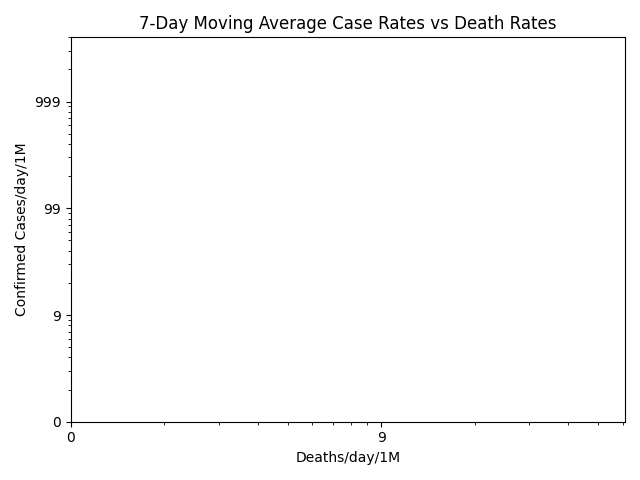 7-Day Moving Average Case Rates vs Death Rates
999
99
9
0
Confirmed Cases/day/1M
0 9
Deaths/day/1M